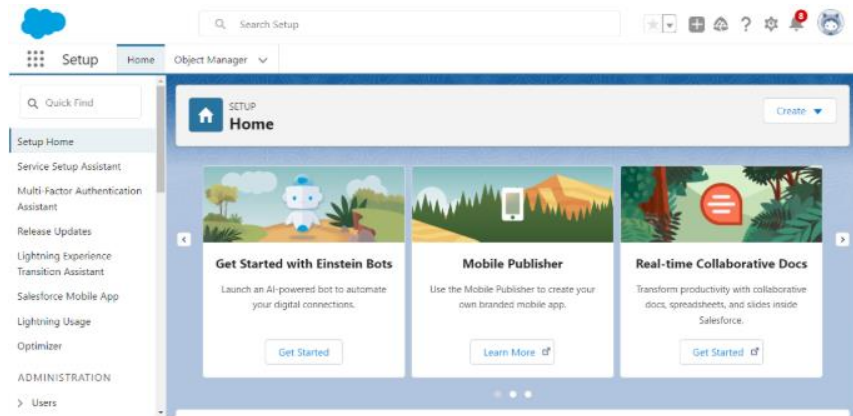 Search Setup
8
Setup
Home
Object Manager
Quick Find
Setup Home
Service Setup Assistant
Multi-Factor Authentication
Assistant
Release Updates
Lightning Experience
Transition Assistant
Salesforce Mobile App
Lightning Usage
Optimizer
ADMINISTRATION
Users
SETUP
Home
Create
Get Started with Einstein Bots
Launch an AI-powered bot to automate
your digital connections.
Get Started
Mobile Publisher
Use the Mobile Publisher to create your
own branded mobile app.
Learn More
Real-time Collaborative Docs
Transform productivity with collaborative
docs, spreadsheets, and slides inside
Salesforce.
Get Started